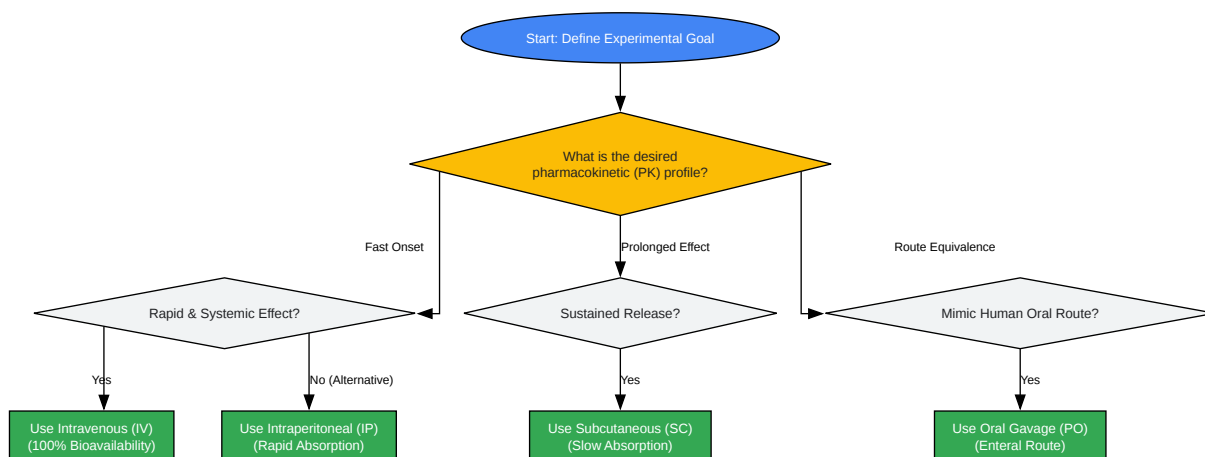 Start: Define Experimental Goal
What is the desired
pharmacokinetic (PK) profile?
Fast Onset
Prolonged Effect
Route Equivalence
Rapid & Systemic Effect?
Sustained Release?
Mimic Human Oral Route?
Yes
No (Alternative)
Yes
Yes
Use Intravenous (IV)
(100% Bioavailability)
Use Intraperitoneal (IP)
(Rapid Absorption)
Use Subcutaneous (SC)
(Slow Absorption)
Use Oral Gavage (PO)
(Enteral Route)